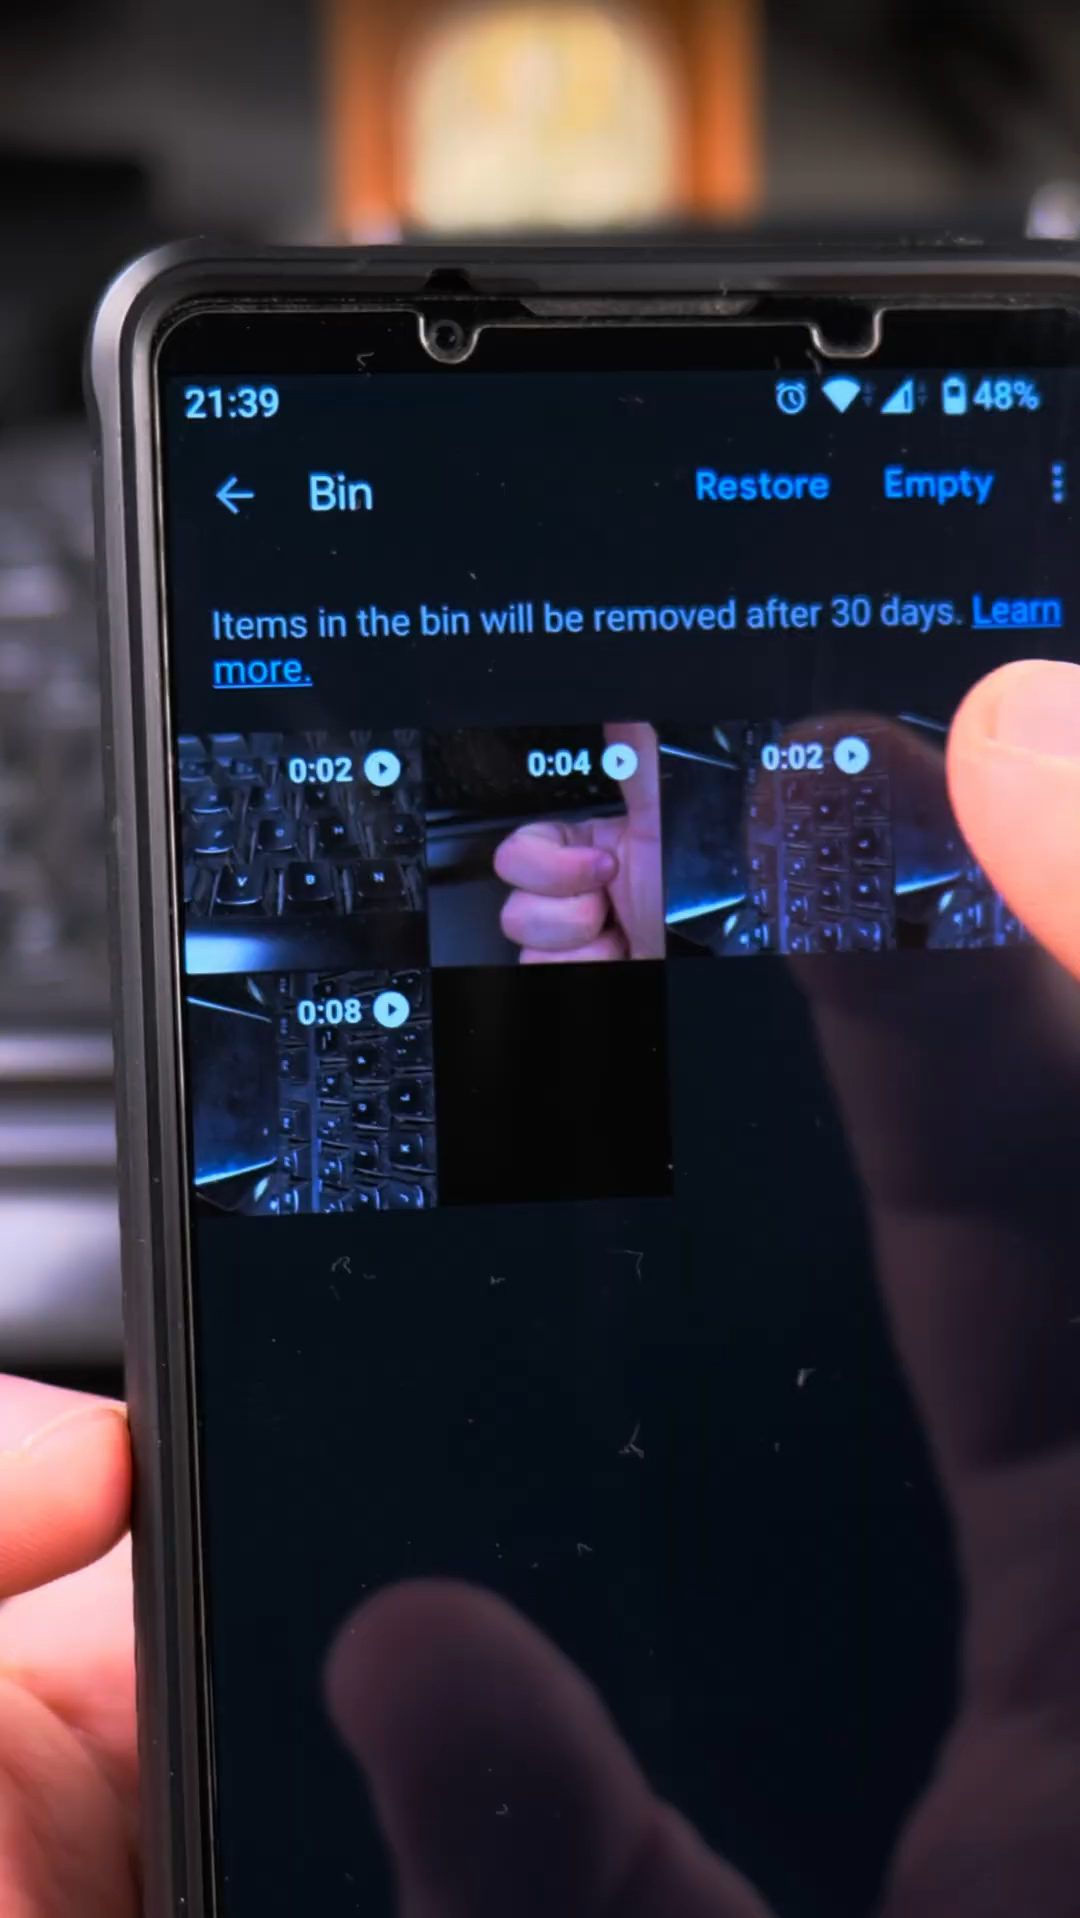 21:39 48%
Bin Restore Empty
Items in the bin will be removed after 30 days. Learn
more.
0:02 0:04 0:02
V B N
0:08